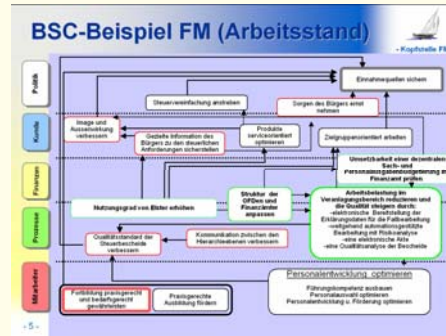 BSC-Beispiel FM (Arbeitsstand)
- Kopfstelle FM
Politik
Einnahmequellen sichern
Steuervereinfachung anstreben
Sorgen des Bürgers ernst
nehmen
Kunde
Image und
Aussenwirkung
verbessern
Gezielte Information des
Bürgers zu den steuerlichen
Anforderungen sicherstellen
Produkte
serviceorientiert
optimieren
Zielgruppenorientiert arbeiten
Finanzen
Umsetzbarkeit einer dezentralen
Sach- und
Personalausgabenbudgetierung im
Finanzamt prüfen
Nutzungsgrad von Elster erhöhen
Struktur der
OFDen und
Finanzämter
anpassen
Arbeitsbelastung im
Veranlagungsbereich reduzieren und
die Qualität steigern durch:
-elektronische Bereitstellung der
Erklärungsdaten für die Fallbearbeitung
- weitgehend automationsgestützte
Bearbeitung mit Risikoanalyse
-eine elektronische Akte
- eine Qualitätsanalyse der Bescheide
Prozesse
Qualitätsstandard der
Steuerbescheide
verbessern
Kommunikation zwischen den
Hierarchieebenen verbessern
Mitarbeiter
Personalentwicklung optimieren
Führungskompetenz ausbauen
Personalauswahl optimieren
Personalentwicklung u. Förderung optimieren
Fortbildung praxisgerecht
und bedarfsgerecht
gewährleisten
Praxisgerechte
Ausbildung fördern
- 5 -